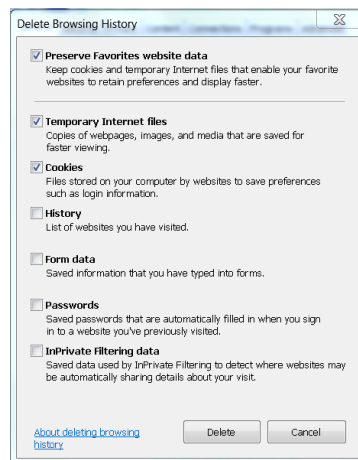 Delete Browsing History
Preserve Favorites website data
Keep cookies and temporary Internet files that enable your favorite
websites to retain preferences and display faster.
Temporary Internet files
Copies of webpages, images, and media that are saved for
faster viewing.
Cookies
Files stored on your computer by websites to save preferences
such as login information.
History
List of websites you have visited.
Form data
Saved information that you have typed into forms.
Passwords
Saved passwords that are automatically filled in when you sign
in to a website you've previously visited.
InPrivate Filtering data
Saved data used by InPrivate Filtering to detect where websites may
be automatically sharing details about your visit.
About deleting browsing
history
Delete
Cancel